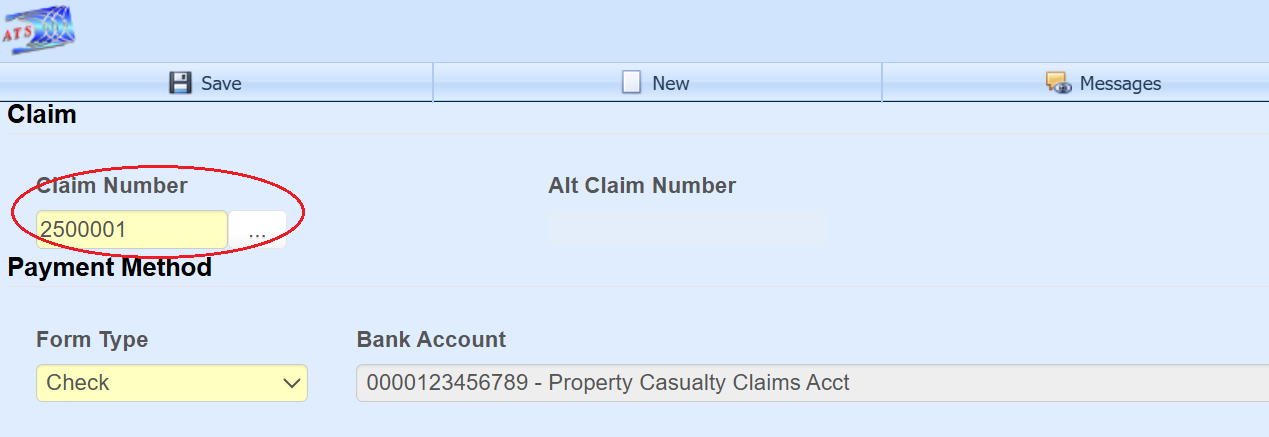 ATS
Save New Messages
Claim
Claim Number Alt Claim Number
2500001 ...
Payment Method
Form Type Bank Account
Check 0000123456789 - Property Casualty Claims Acct